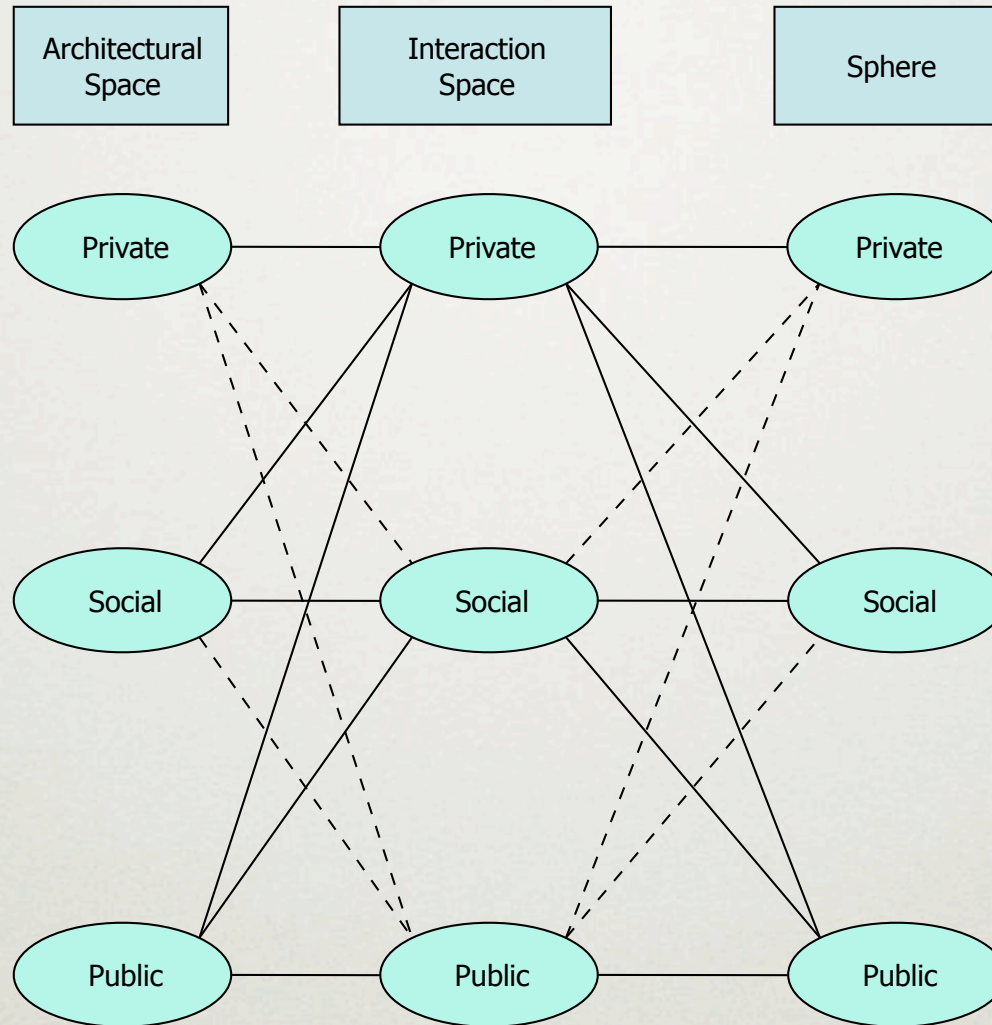 Architectural
Space
Interaction
Space
Sphere
Private
Private
Private
Social
Social
Social
Public
Public
Public